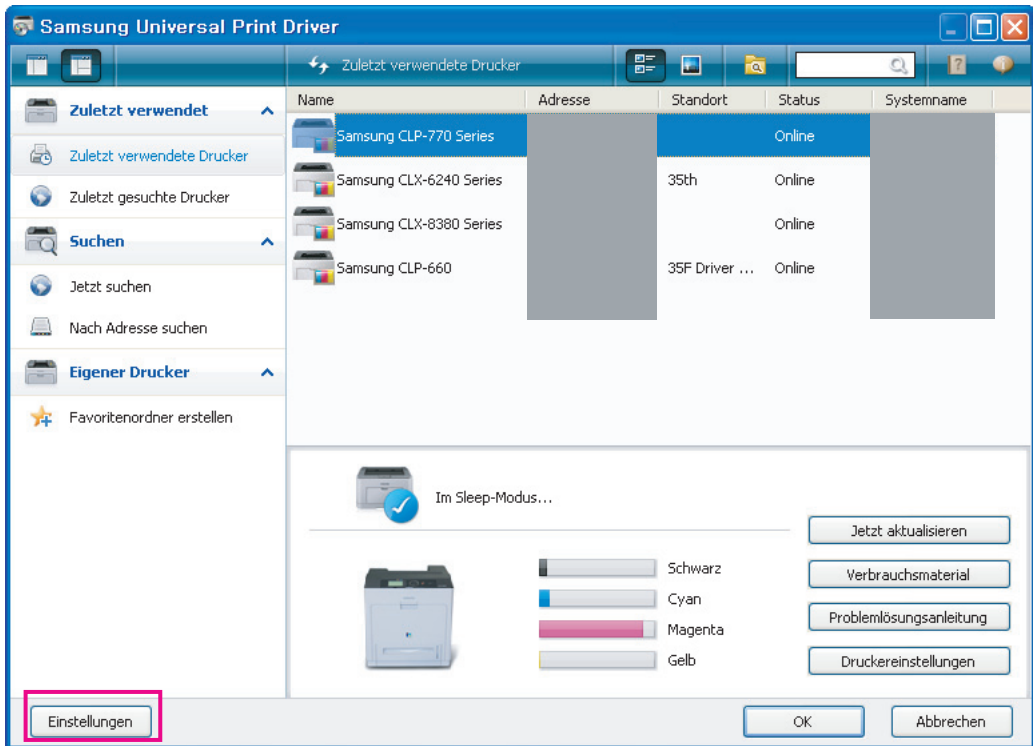 Samsung Universal Print Driver
Zuletzt verwendete Drucker
Zuletzt verwendet
Zuletzt verwendete Drucker
Zuletzt gesuchte Drucker
Suchen
Jetzt suchen
Nach Adresse suchen
Eigener Drucker
Favoritenordner erstellen
Name Adresse Standort Status Systemname
Samsung CLP-770 Series Online
Samsung CLX-6240 Series 35th Online
Samsung CLX-8380 Series Online
Samsung CLP-660 35F Driver ... Online
Im Sleep-Modus...
Schwarz
Cyan
Magenta
Gelb
Jetzt aktualisieren
Verbrauchsmaterial
Problemlösungsanleitung
Druckereinstellungen
Einstellungen
OK
Abbrechen